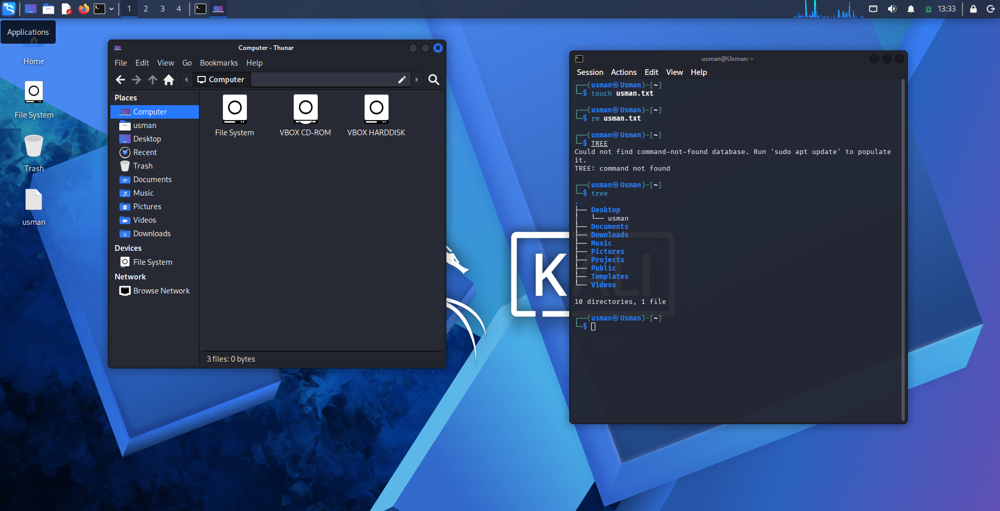 1 2 3 4
13:33
Applications
Home
File System
Trash
usman
Computer - Thunar
File Edit View Go Bookmarks Help
Computer
Places
Computer
usman
Desktop
Recent
Trash
Documents
Music
Pictures
Videos
Downloads
Devices
File System
Network
Browse Network
File System
VBOX CD-ROM
VBOX HARDDISK
3 files: 0 bytes
KALI
usman@Usman: ~
Session Actions Edit View Help
┌──(usman㉿Usman)-[~]
└─$ touch usman.txt
┌──(usman㉿Usman)-[~]
└─$ rm usman.txt
┌──(usman㉿Usman)-[~]
└─$ TREE
Could not find command-not-found database. Run 'sudo apt update' to populate
it.
TREE: command not found
┌──(usman㉿Usman)-[~]
└─$ tree
.
├── Desktop
│   └── usman
├── Documents
├── Downloads
├── Music
├── Pictures
├── Projects
├── Public
├── Templates
└── Videos
10 directories, 1 file
┌──(usman㉿Usman)-[~]
└─$